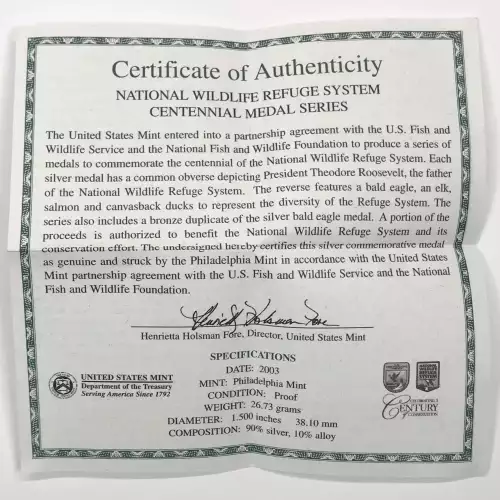 Certificate of Authenticity
NATIONAL WILDLIFE REFUGE SYSTEM
CENTENNIAL MEDAL SERIES
The United States Mint entered into a partnership agreement with the U.S. Fish and
Wildlife Service and the National Fish and Wildlife Foundation to produce a series of
medals to commemorate the centennial of the National Wildlife Refuge System. Each
silver medal has a common obverse depicting President Theodore Roosevelt, the father
of the National Wildlife Refuge System. The reverse features a bald eagle, an elk,
salmon and canvasback ducks to represent the diversity of the Refuge System. The
series also includes a bronze duplicate of the silver bald eagle medal. A portion of the
proceeds is authorized to benefit the National Wildlife Refuge System and its
conservation effort. The undersigned hereby certifies this silver commemorative medal
as genuine and struck by the Philadelphia Mint in accordance with the United States
Mint partnership agreement with the U.S. Fish and Wildlife Service and the National
Fish and Wildlife Foundation.
Henrietta Holsman Fore
Henrietta Holsman Fore, Director, United States Mint
SPECIFICATIONS
DATE: 2003
MINT: Philadelphia Mint
CONDITION: Proof
WEIGHT: 26.73 grams
DIAMETER: 1.500 inches 38.10 mm
COMPOSITION: 90% silver, 10% alloy
UNITED STATES MINT
Department of the Treasury
Serving America Since 1792
CELEBRATING A
CENTURY
OF CONSERVATION